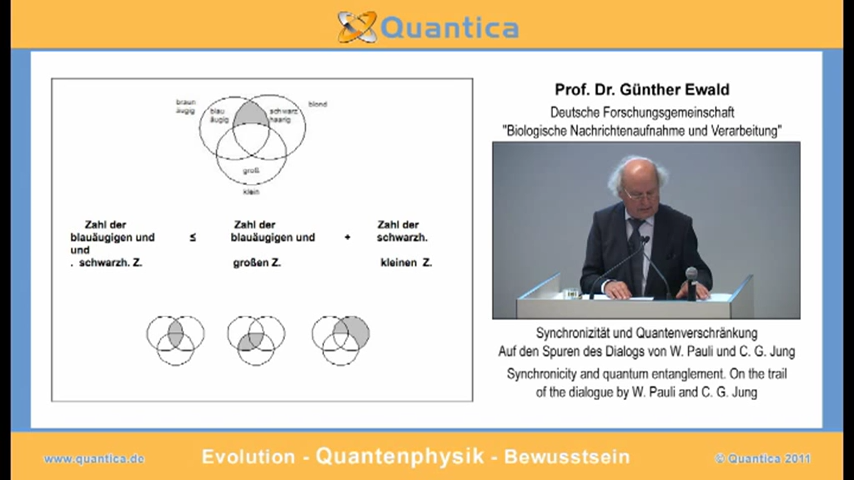 Quantica
braun
äugig
blau
äugig
schwarz
haarig
blond
groß
klein
Zahl der
blauäugigen und
und
. schwarzh. Z.
≤
Zahl der
blauäugigen und
großen Z.
+
Zahl der
schwarzh.
kleinen Z.
Prof. Dr. Günther Ewald
Deutsche Forschungsgemeinschaft
"Biologische Nachrichtenaufnahme und Verarbeitung"
Synchronizität und Quantenverschränkung
Auf den Spuren des Dialogs von W. Pauli und C. G. Jung
Synchronicity and quantum entanglement. On the trail
of the dialogue by W. Pauli and C. G. Jung
www.quantica.de
Evolution - Quantenphysik - Bewusstsein
© Quantica 2011